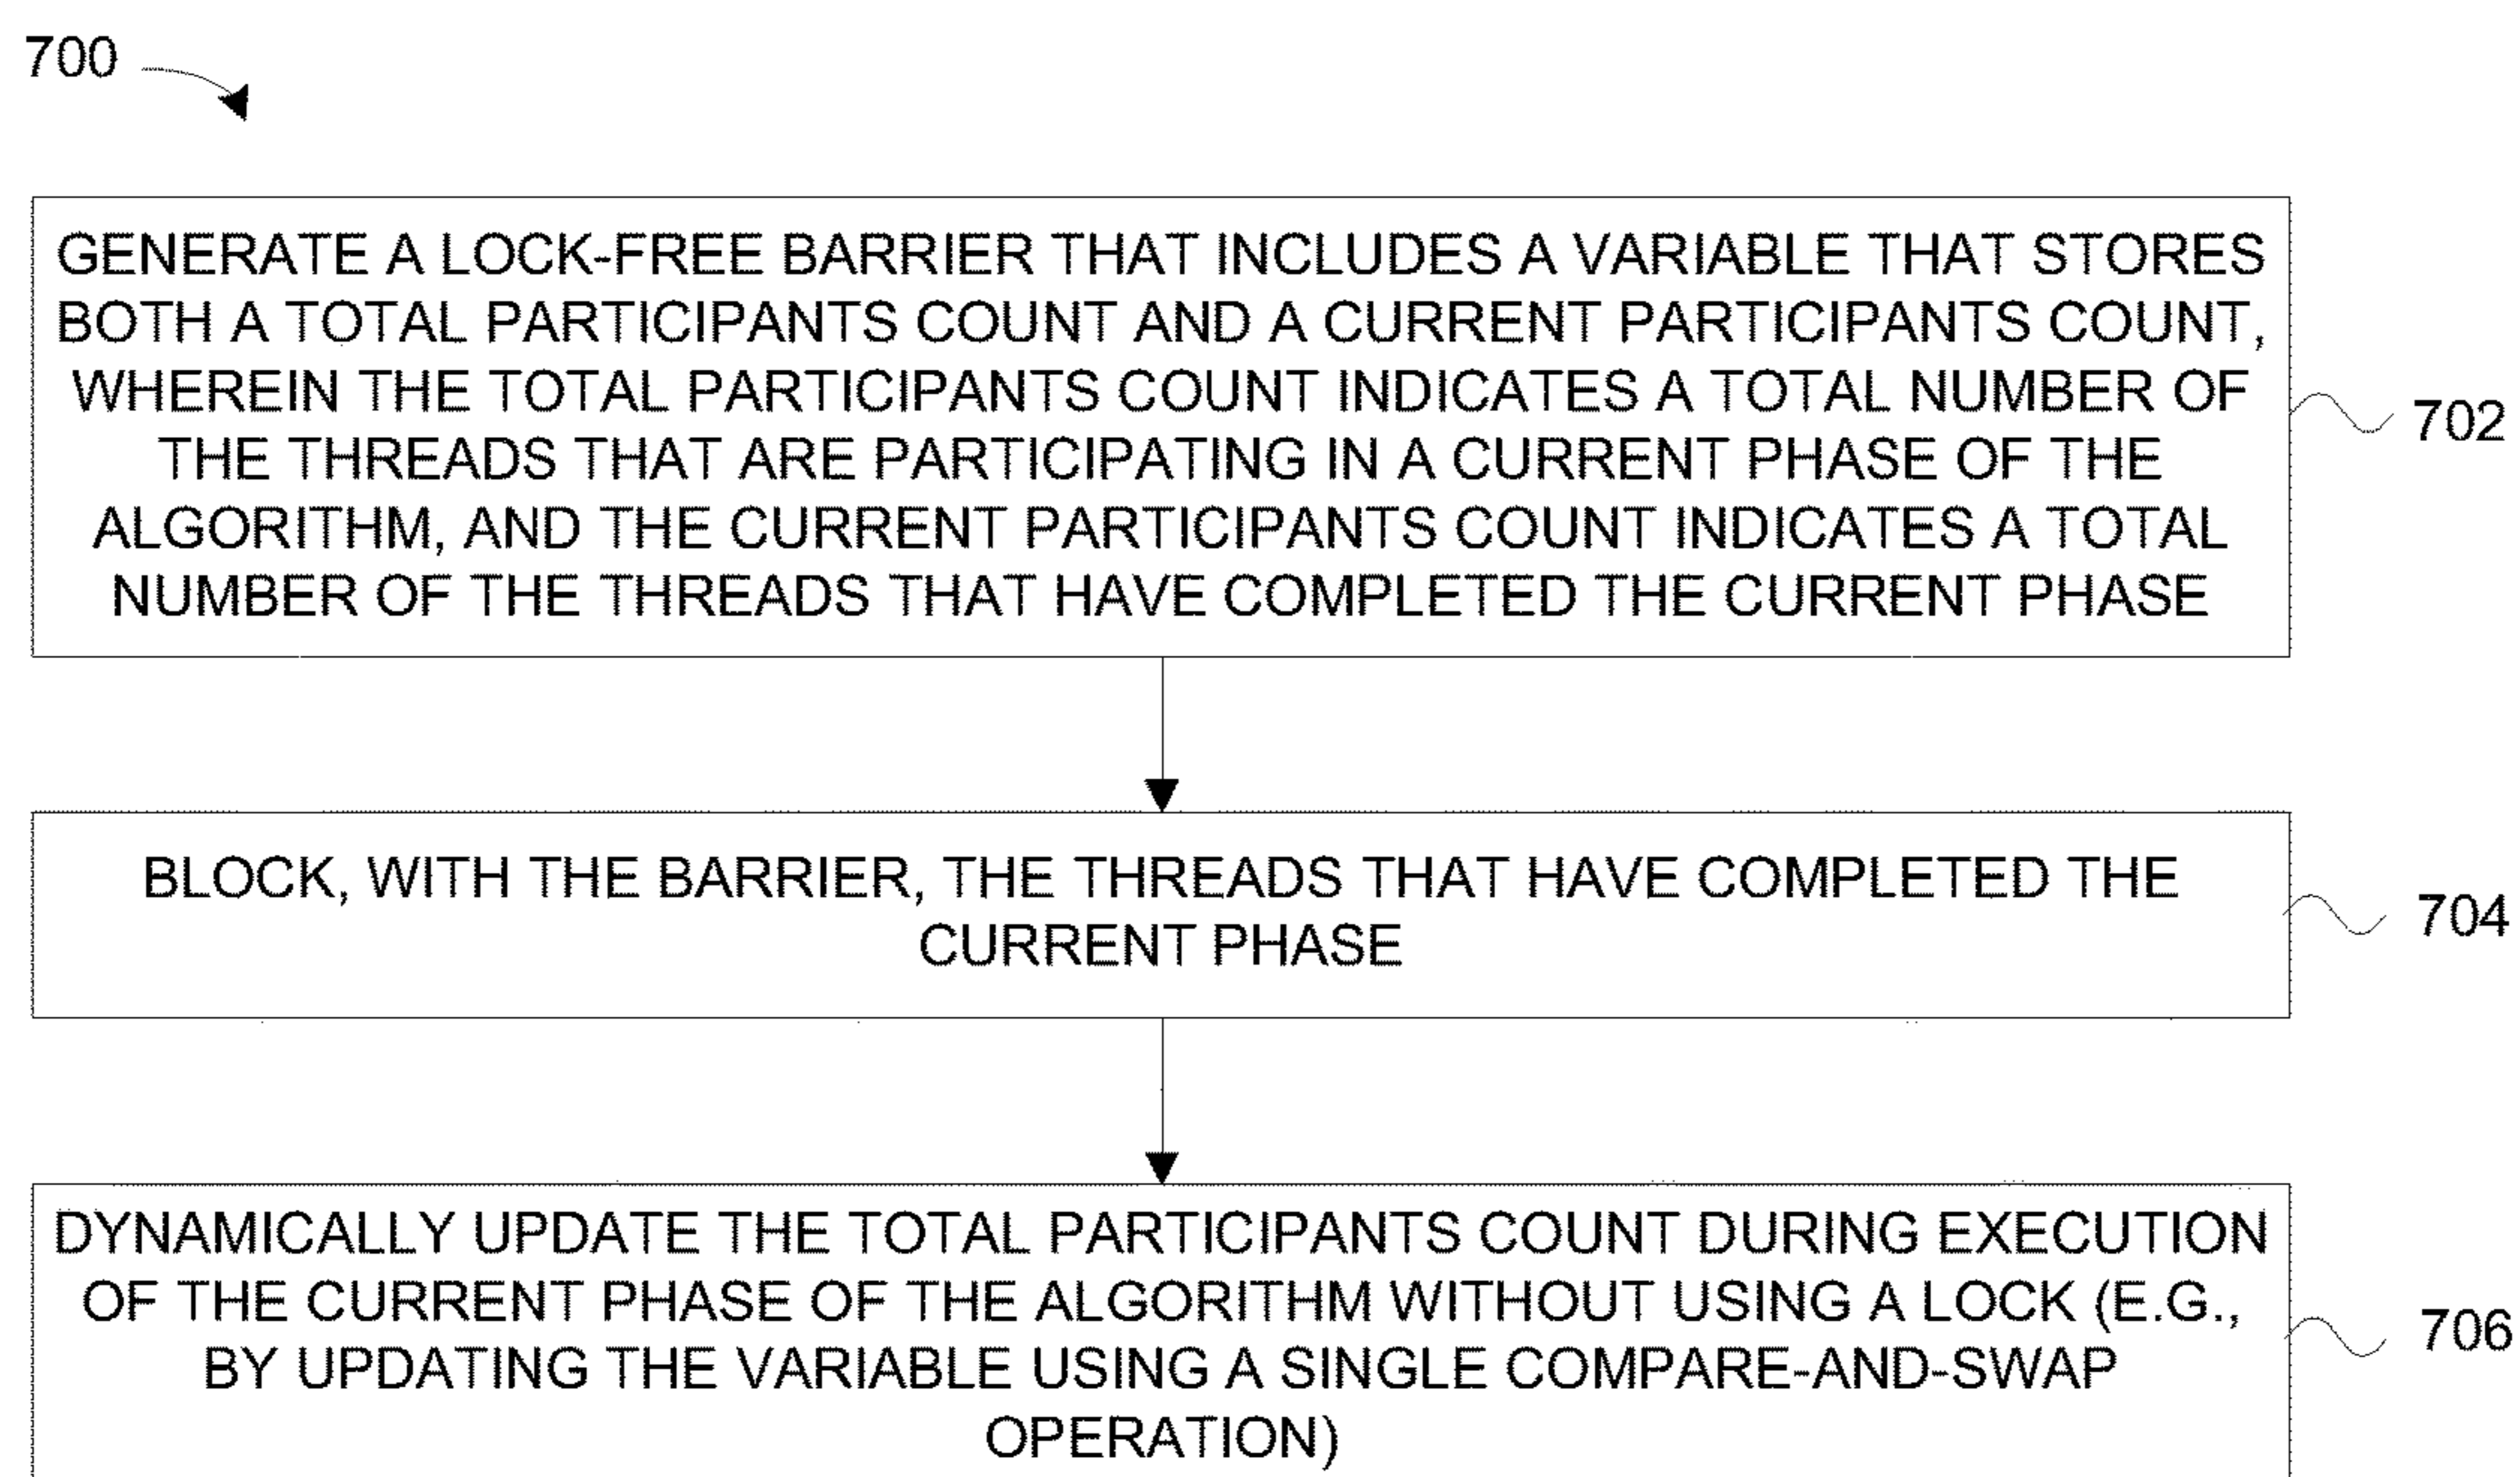 700
GENERATE A LOCK-FREE BARRIER THAT INCLUDES A VARIABLE THAT STORES
BOTH A TOTAL PARTICIPANTS COUNT AND A CURRENT PARTICIPANTS COUNT,
WHEREIN THE TOTAL PARTICIPANTS COUNT INDICATES A TOTAL NUMBER OF
THE THREADS THAT ARE PARTICIPATING IN A CURRENT PHASE OF THE
ALGORITHM, AND THE CURRENT PARTICIPANTS COUNT INDICATES A TOTAL
NUMBER OF THE THREADS THAT HAVE COMPLETED THE CURRENT PHASE
702
BLOCK, WITH THE BARRIER, THE THREADS THAT HAVE COMPLETED THE
CURRENT PHASE
704
DYNAMICALLY UPDATE THE TOTAL PARTICIPANTS COUNT DURING EXECUTION
OF THE CURRENT PHASE OF THE ALGORITHM WITHOUT USING A LOCK (E.G.,
BY UPDATING THE VARIABLE USING A SINGLE COMPARE-AND-SWAP
OPERATION)
706